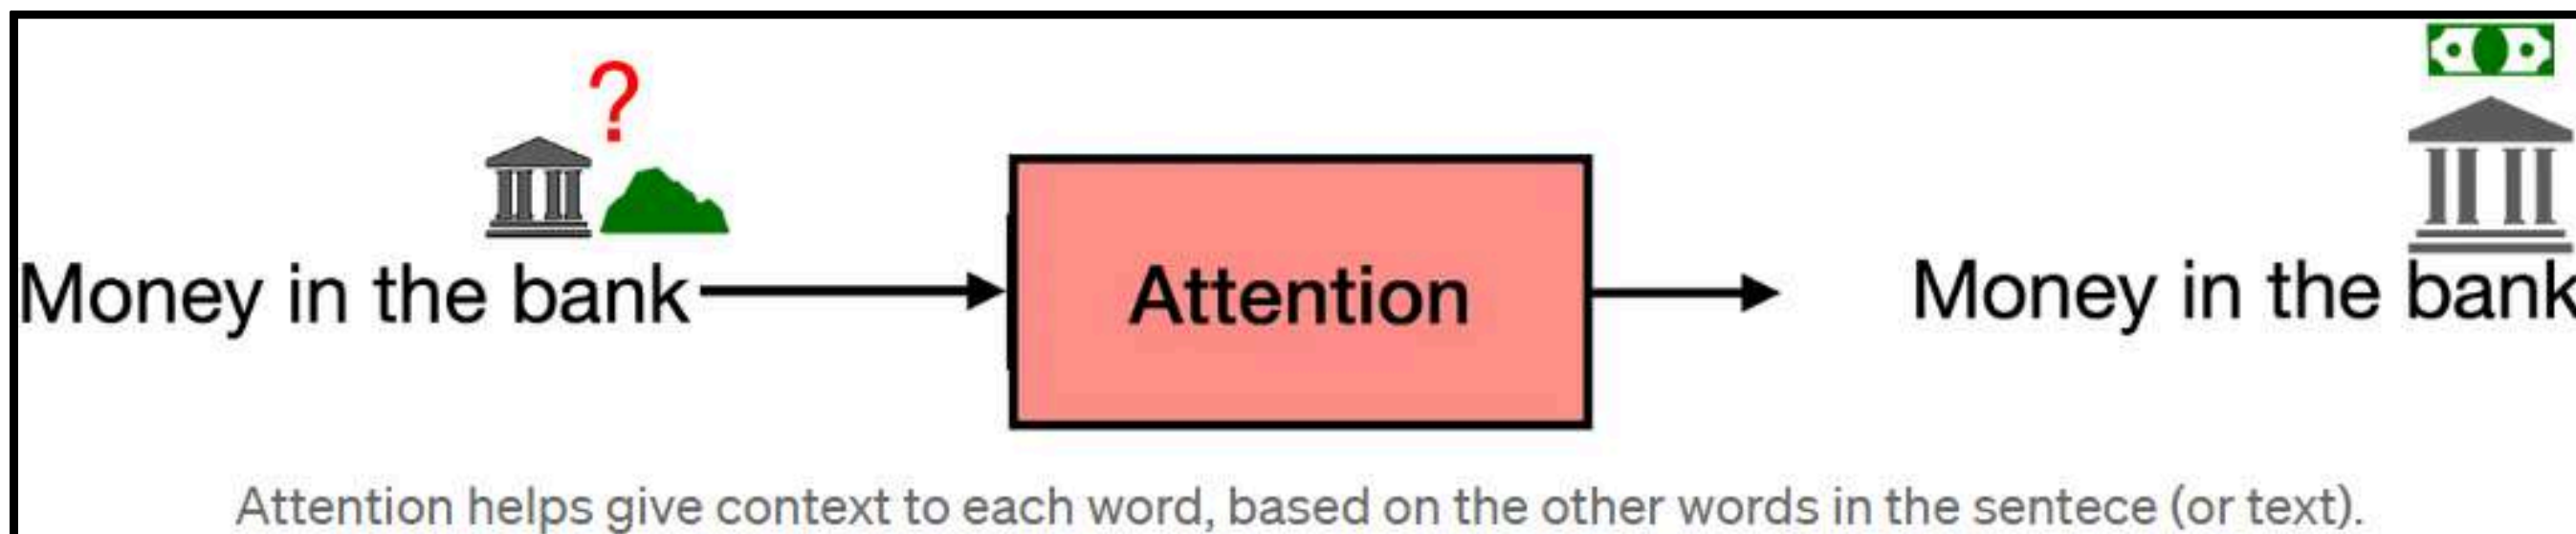 ?
Money in the bank
Attention
Money in the bank
Attention helps give context to each word, based on the other words in the sentece (or text).